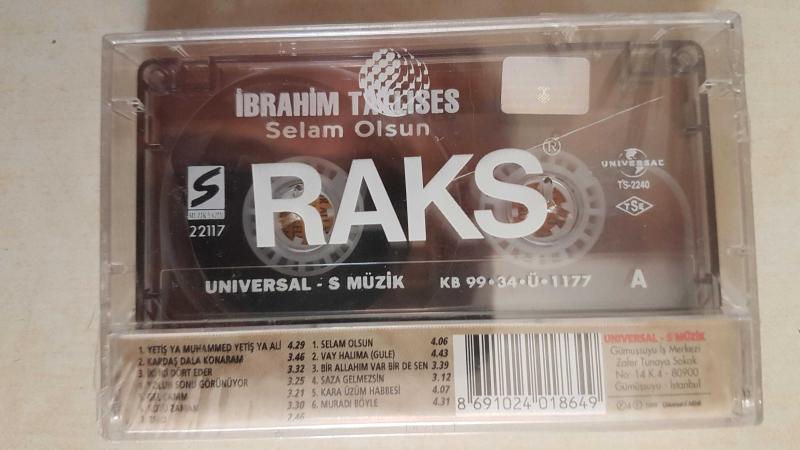 İBRAHİM TATLISES
Selam Olsun
RAKS
®
S
22117
UNIVERSAL
TS-2240
TSE
UNIVERSAL - S MÜZİK KB 99•34•Ü•1177 A
1. YETİŞ YA MUHAMMED YETİŞ YA ALİ 4.29
2. KARDAŞ DALA KONARAM 3.46
DÖRT EDER 3.32
YOLUN SONU GÖRÜNÜYOR 3.25
3.21
3.30
2.46
1. SELAM OLSUN 4.06
2. VAY HALIMA (GULE) 4.43
3. BİR ALLAHIM VAR BİR DE SEN 3.39
4. SAZA GELMEZSİN 3.12
5. KARA ÜZÜM HABBESİ 4.07
6. MURADI BÖYLE 4.31
8 691024 018649
UNIVERSAL - S MÜZİK
Gümüşsuyu İş Merkezi
Zafer Tunaya Sokak
No: 14 K.4 - 80900
Gümüşsuyu - İstanbul